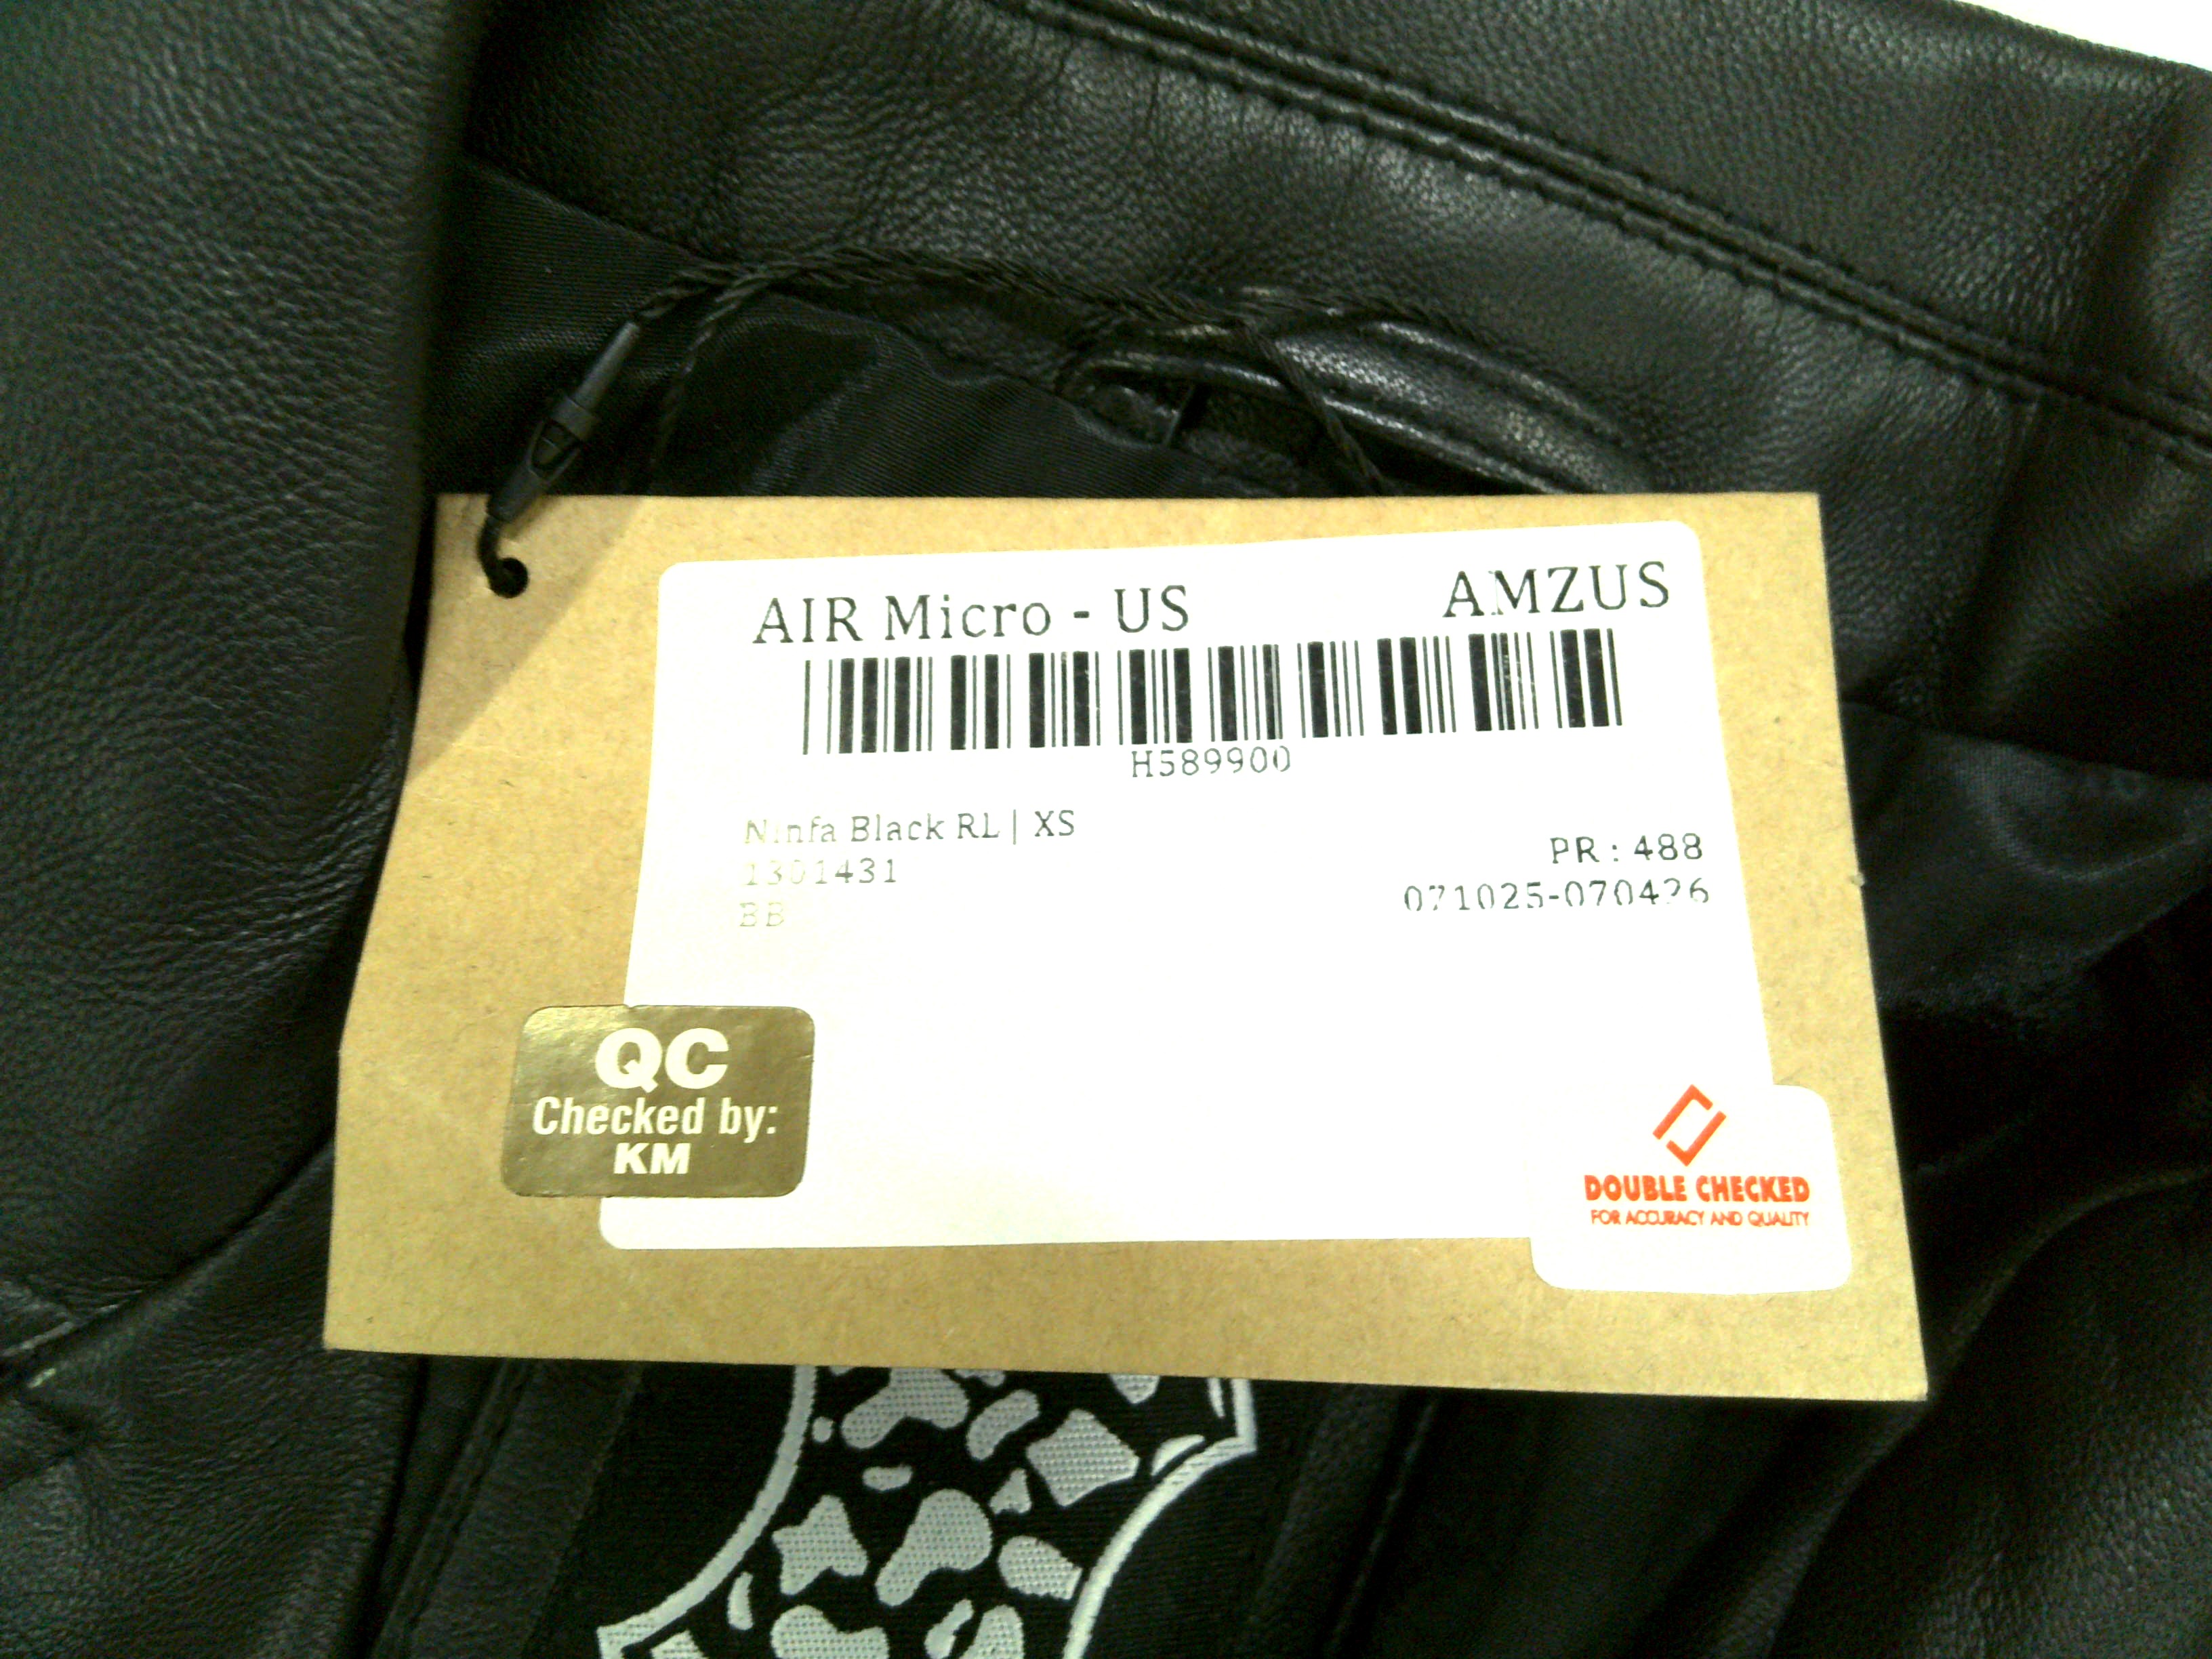 AIR Micro - US
AMZUS
H589900
Ninfa Black RL | XS
1301431
BB
PR : 488
071025-070426
QC
Checked by:
KM
DOUBLE CHECKED
FOR ACCURACY AND QUALITY